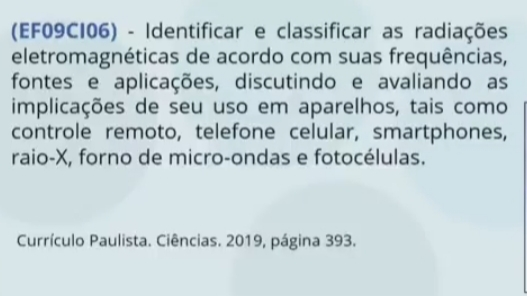 (EF09CI06) - Identificar e classificar as radiações
eletromagnéticas de acordo com suas frequências,
fontes e aplicações, discutindo e avaliando as
implicações de seu uso em aparelhos, tais como
controle remoto, telefone celular, smartphones,
raio-X, forno de micro-ondas e fotocélulas.
Currículo Paulista. Ciências. 2019, página 393.